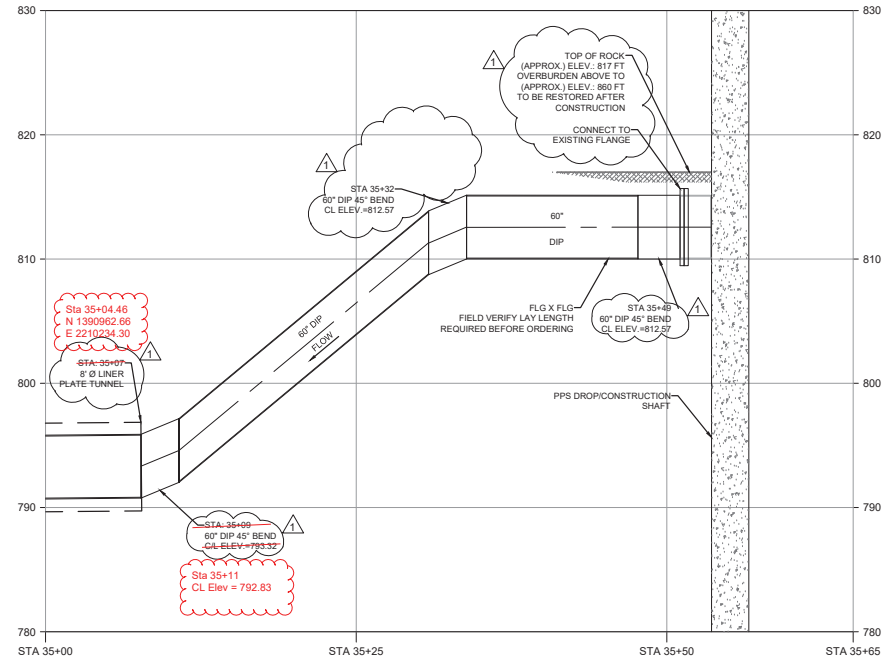 830
830
1
TOP OF ROCK
(APPROX.) ELEV.: 817 FT
OVERBURDEN ABOVE TO
(APPROX.) ELEV.: 860 FT
TO BE RESTORED AFTER
CONSTRUCTION
CONNECT TO
EXISTING FLANGE
820
820
1
STA 35+32
60" DIP 45° BEND
CL ELEV.=812.57
60"
DIP
810
810
FLG X FLG
FIELD VERIFY LAY LENGTH
REQUIRED BEFORE ORDERING
STA 35+49
60" DIP 45° BEND
CL ELEV.=812.57
1
60" DIP
FLOW
Sta 35+04.46
N 1390962.66
E 2210234.30
1
STA: 35+07
8' Ø LINER
PLATE TUNNEL
800
800
PPS DROP/CONSTRUCTION
SHAFT
790
790
STA: 35+09
60" DIP 45° BEND
C/L ELEV.=793.32
1
Sta 35+11
CL Elev = 792.83
780
780
STA 35+00
STA 35+25
STA 35+50
STA 35+65